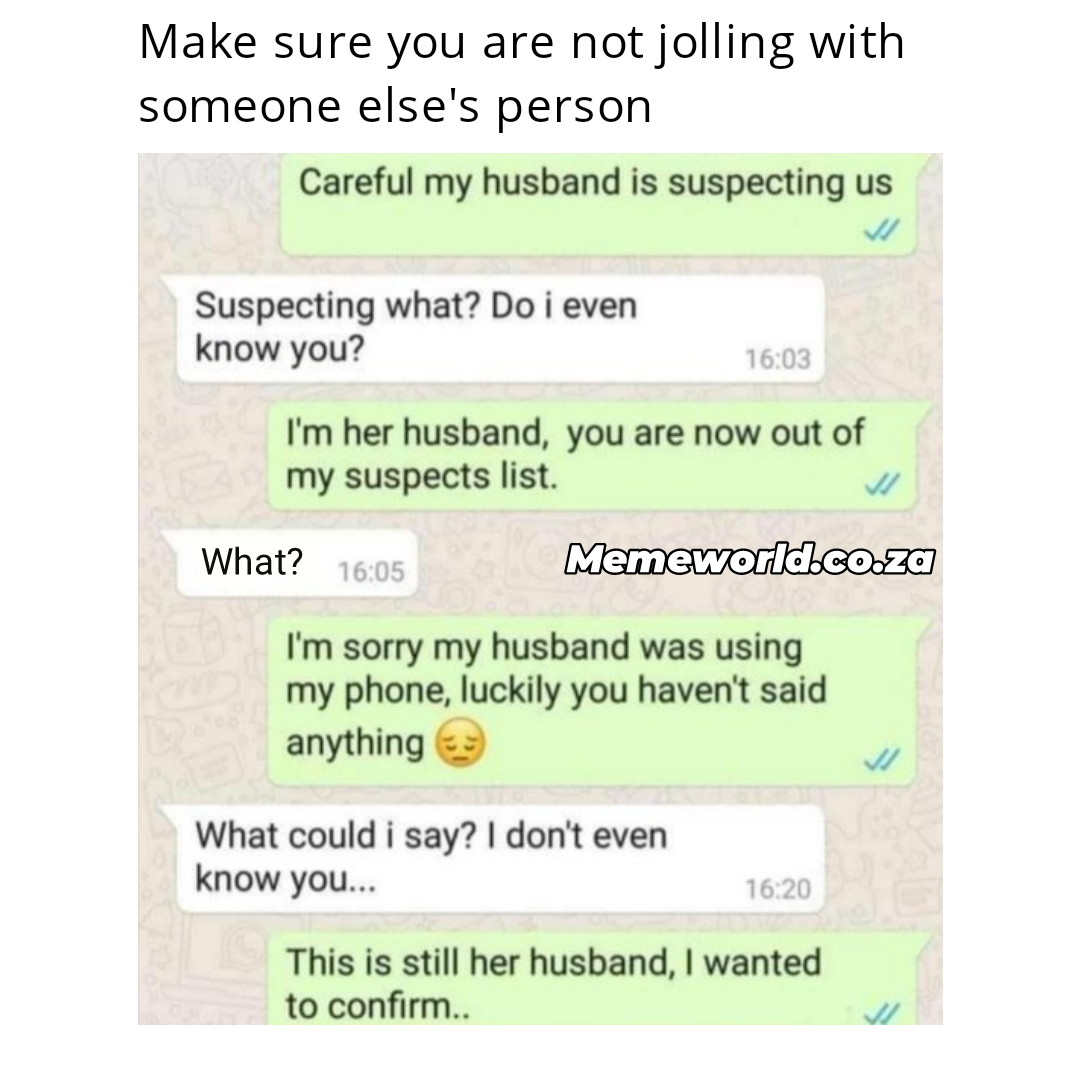 Make sure you are not jolling with
someone else's person
Careful my husband is suspecting us
Suspecting what? Do i even
know you?
16:03
I'm her husband, you are now out of
my suspects list.
What? 16:05
Memeworld.co.za
I'm sorry my husband was using
my phone, luckily you haven't said
anything 😔
What could i say? I don't even
know you...
16:20
This is still her husband, I wanted
to confirm..